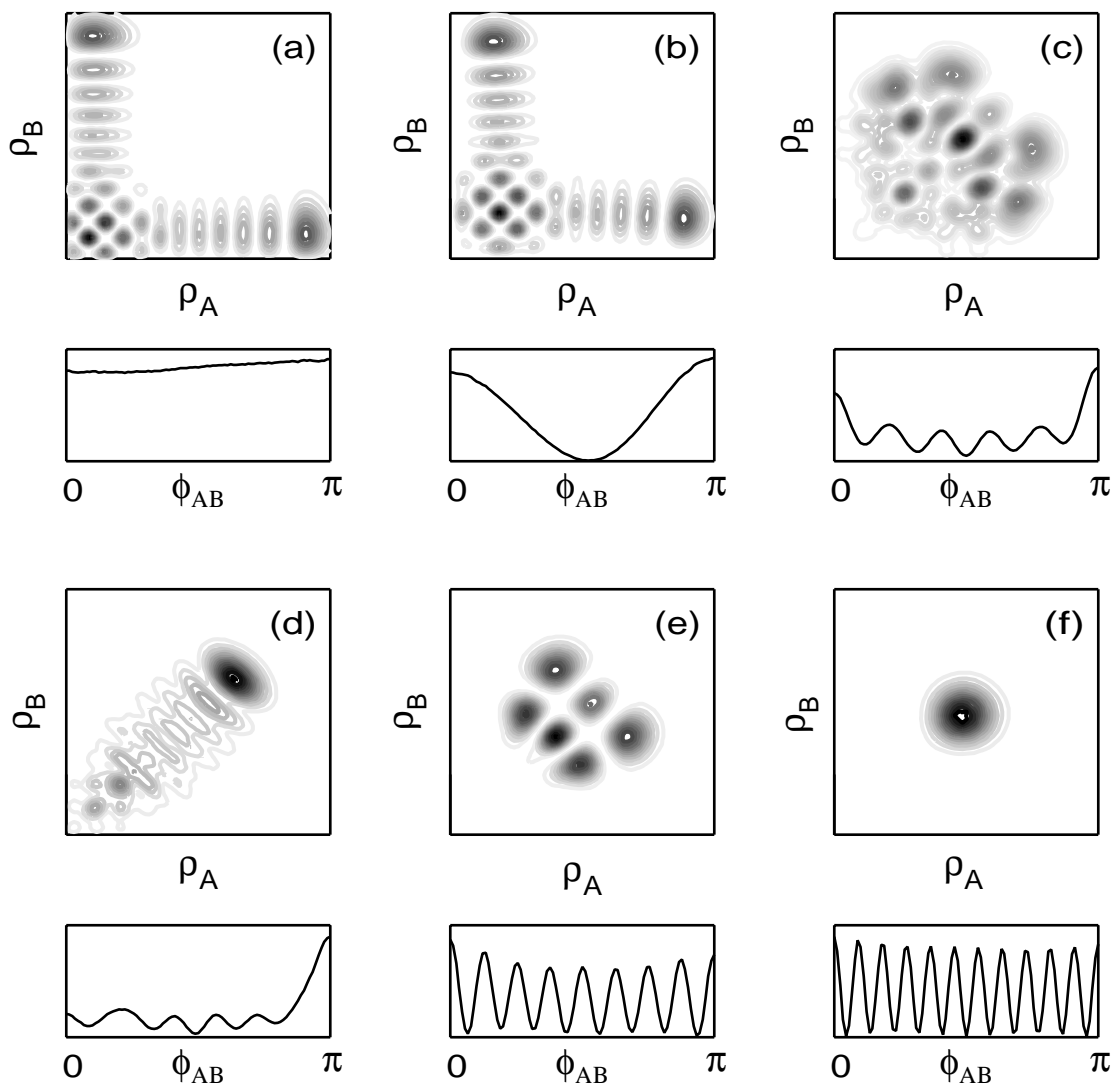 (a) (b) (c)
ρB ρB ρB
ρA ρA ρA
0 ϕAB π 0 ϕAB π 0 ϕAB π
(d) (e) (f)
ρB ρB ρB
ρA ρA ρA
0 ϕAB π 0 ϕAB π 0 ϕAB π